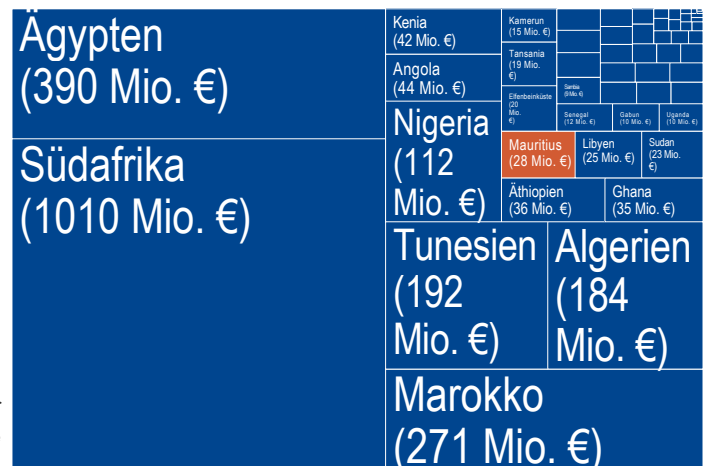 Ägypten
(390 Mio. €)
Südafrika
(1010 Mio. €)
Kenia
(42 Mio. €)
Angola
(44 Mio. €)
Nigeria
(112
Mio. €)
Kamerun
(15 Mio. €)
Tansania
(19 Mio.
€)
Elfenbeinküste
(20
Mio.
€)
Sambia
(9 Mio. €)
Senegal
(12 Mio. €)
Gabun
(10 Mio. €)
Uganda
(10 Mio. €)
Mauritius
(28 Mio. €)
Libyen
(25 Mio. €)
Sudan
(23 Mio.
€)
Äthiopien
(36 Mio. €)
Ghana
(35 Mio. €)
Tunesien
(192
Mio. €)
Algerien
(184
Mio. €)
Marokko
(271 Mio. €)